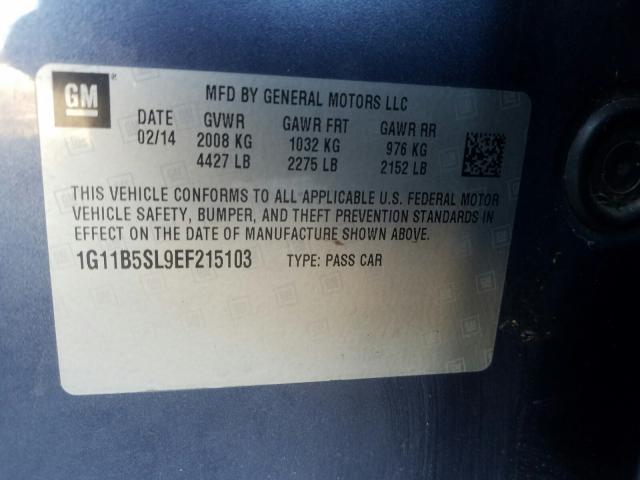 GM ® MFD BY GENERAL MOTORS LLC
DATE GVWR GAWR FRT GAWR RR
02/14 2008 KG 1032 KG 976 KG
4427 LB 2275 LB 2152 LB
THIS VEHICLE CONFORMS TO ALL APPLICABLE U.S. FEDERAL MOTOR
VEHICLE SAFETY, BUMPER, AND THEFT PREVENTION STANDARDS IN
EFFECT ON THE DATE OF MANUFACTURE SHOWN ABOVE.
1G11B5SL9EF215103 TYPE: PASS CAR